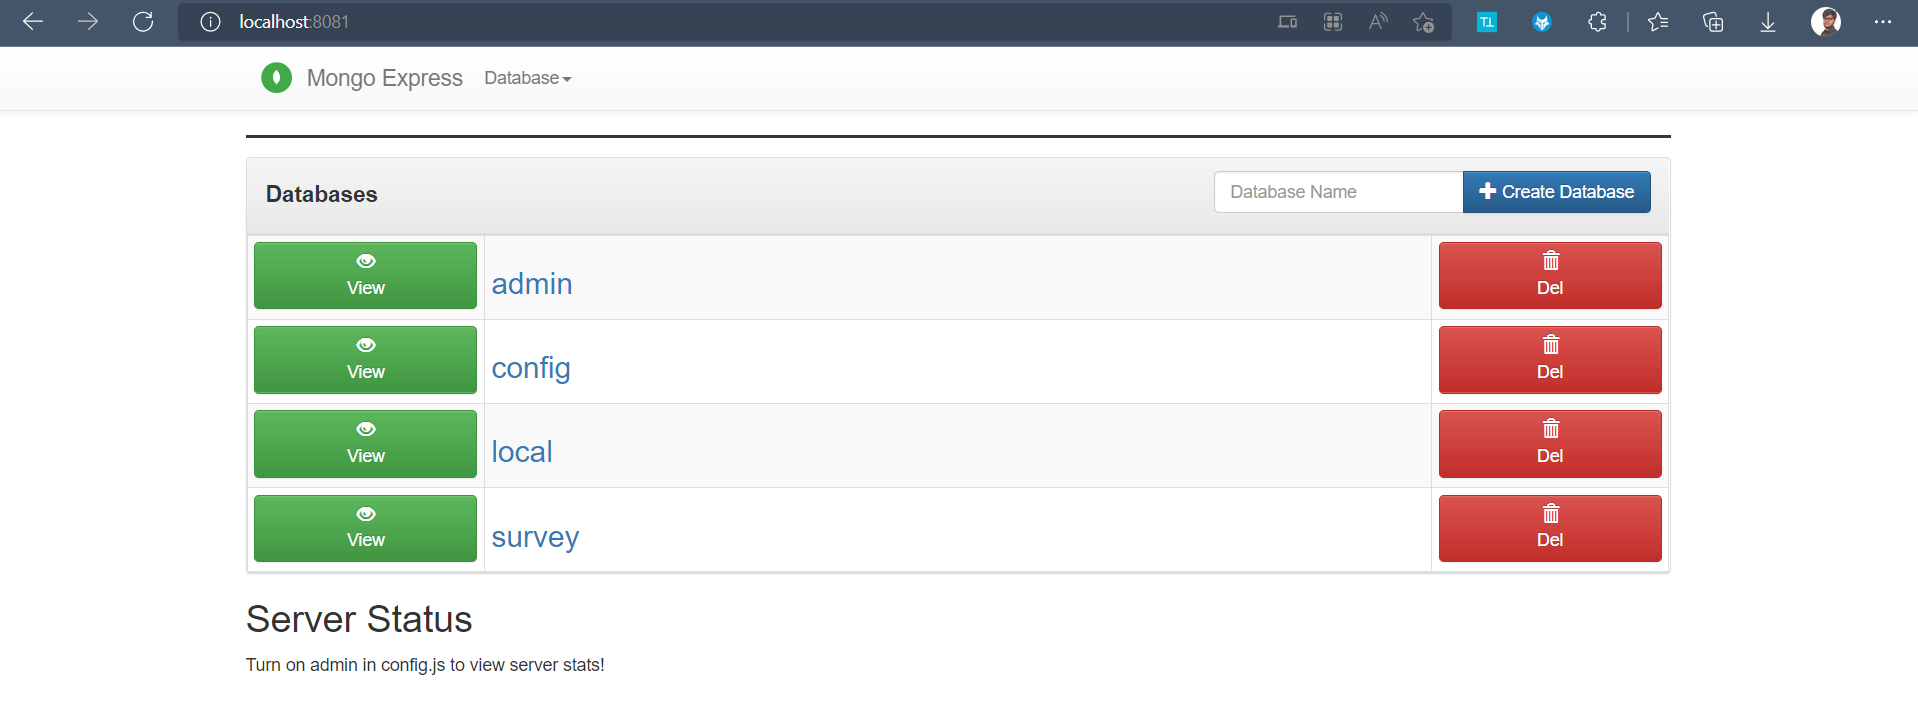 localhost:8081
Mongo Express Database
Databases
Database Name
Create Database
View
admin
Del
View
config
Del
View
local
Del
View
survey
Del
Server Status
Turn on admin in config.js to view server stats!